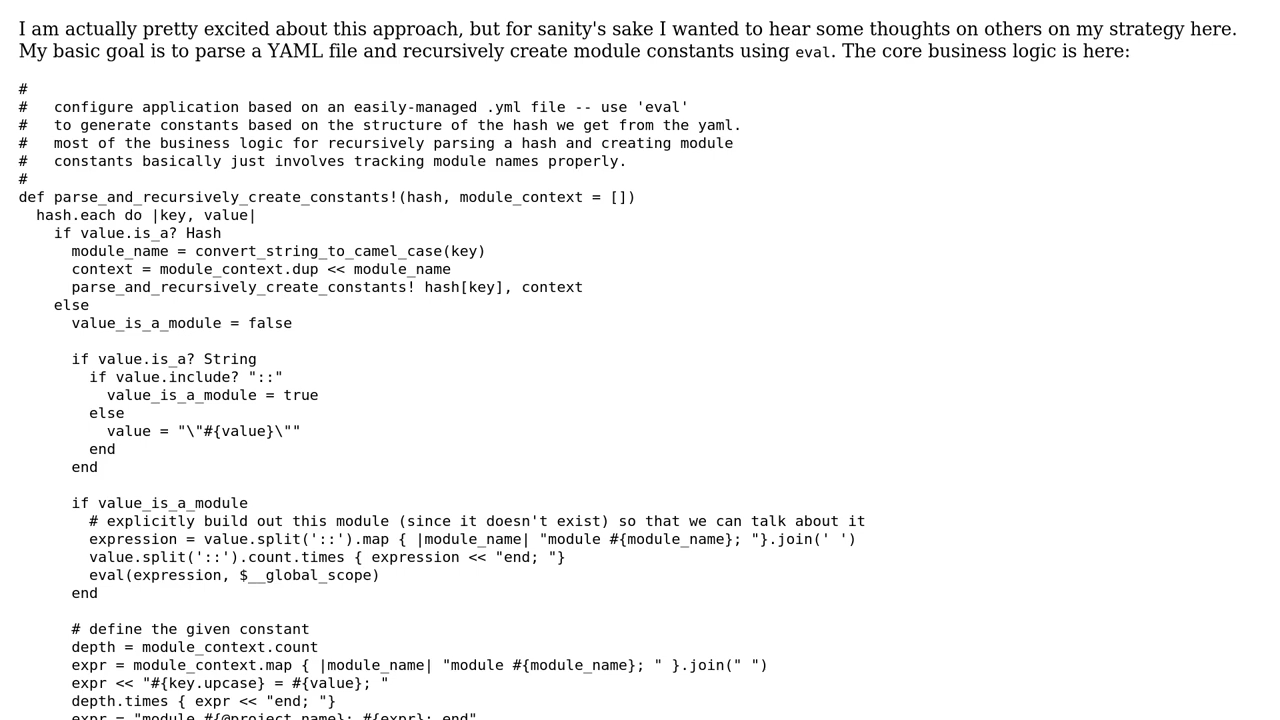 I am actually pretty excited about this approach, but for sanity's sake I wanted to hear some thoughts on others on my strategy here.
My basic goal is to parse a YAML file and recursively create module constants using eval. The core business logic is here:
#
#   configure application based on an easily-managed .yml file -- use 'eval'
#   to generate constants based on the structure of the hash we get from the yaml.
#   most of the business logic for recursively parsing a hash and creating module
#   constants basically just involves tracking module names properly.
#
def parse_and_recursively_create_constants!(hash, module_context = [])
  hash.each do |key, value|
    if value.is_a? Hash
      module_name = convert_string_to_camel_case(key)
      context = module_context.dup << module_name
      parse_and_recursively_create_constants! hash[key], context
    else
      value_is_a_module = false
      if value.is_a? String
        if value.include? "::"
          value_is_a_module = true
        else
          value = "\"#{value}\""
        end
      end
      if value_is_a_module
        # explicitly build out this module (since it doesn't exist) so that we can talk about it
        expression = value.split('::').map { |module_name| "module #{module_name}; "}.join(' ')
        value.split('::').count.times { expression << "end; "}
        eval(expression, $__global_scope)
      end
      # define the given constant
      depth = module_context.count
      expr = module_context.map { |module_name| "module #{module_name}; " }.join(" ")
      expr << "#{key.upcase} = #{value}; "
      depth.times { expr << "end; "}
      expr = "module #{@project_name}; #{expr}; end"